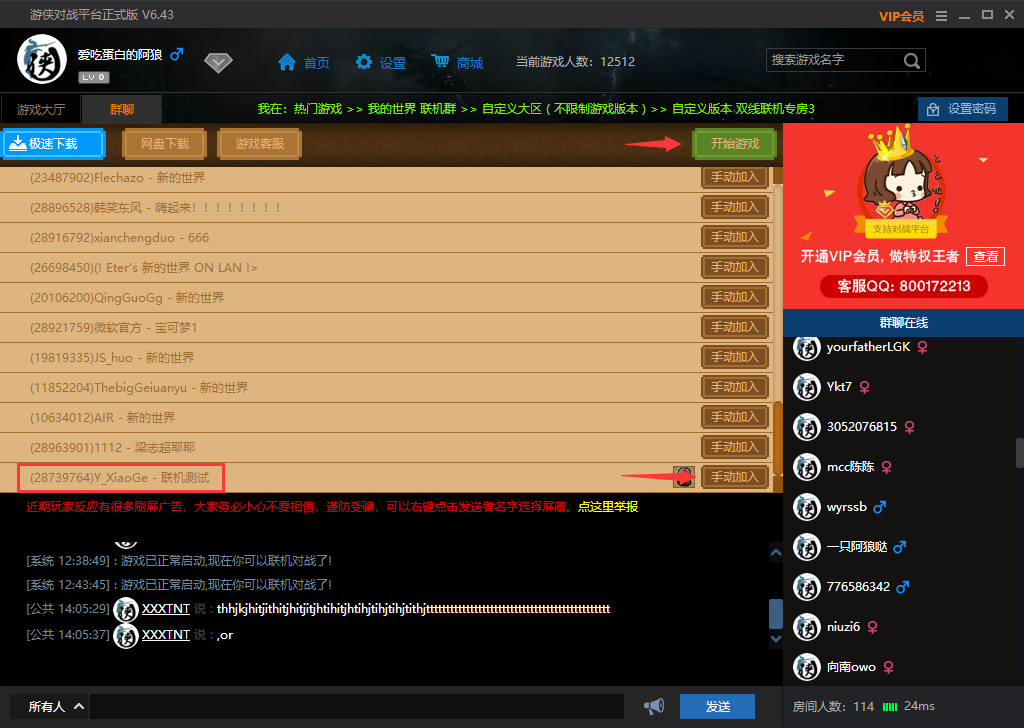 游侠对战平台正式版 V6.43
VIP会员
爱吃蛋白的阿狼
LV 0
首页
设置
商城
当前游戏人数：12512
搜索游戏名字
游戏大厅
群聊
我在：热门游戏 >> 我的世界 联机群 >> 自定义大区 ( 不限制游戏版本 ) >> 自定义版本.双线联机专房3
设置密码
极速下载
网盘下载
游戏客服
开始游戏
(23487902)Flechazo - 新的世界 手动加入
(28896528)韩笑东风 - 嗨起来！！！！！！！！ 手动加入
(28916792)xianchengduo - 666 手动加入
(26698450)(! Eter's 新的世界 ON LAN !> 手动加入
(20106200)QingGuoGg - 新的世界 手动加入
(28921759)微软官方 - 宝可梦1 手动加入
(19819335)JS_huo - 新的世界 手动加入
(11852204)ThebigGeiuanyu - 新的世界 手动加入
(10634012)AIR - 新的世界 手动加入
(28963901)1112 - 梁志超耶耶 手动加入
(28739764)Y_XiaoGe - 联机测试 手动加入
近期玩家反应有很多刷屏广告，大家务必小心不要相信，谨防受骗，可以右键点击发送者名字选择屏蔽。点这里举报
[系统 12:38:49] : 游戏已正常启动,现在你可以联机对战了!
[系统 12:43:45] : 游戏已正常启动,现在你可以联机对战了!
[公共 14:05:29] XXXTNT 说 : thhjkjhitjithitjhitjitjhtihitjhtihjtihjtihjtithjtttttttttttttttttttttttttttttttttttttttttttttt
[公共 14:05:37] XXXTNT 说 : ,or
所有人
发送
支持对战平台
开通VIP会员, 做特权王者 查看
客服QQ: 800172213
群聊在线
yourfatherLGK
Ykt7
3052076815
mcc陈陈
wyrssb
一只阿狼哒
776586342
niuzi6
向南owo
房间人数： 114
24ms